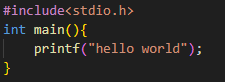 #include<stdio.h>
int main(){
    printf("hello world");
}